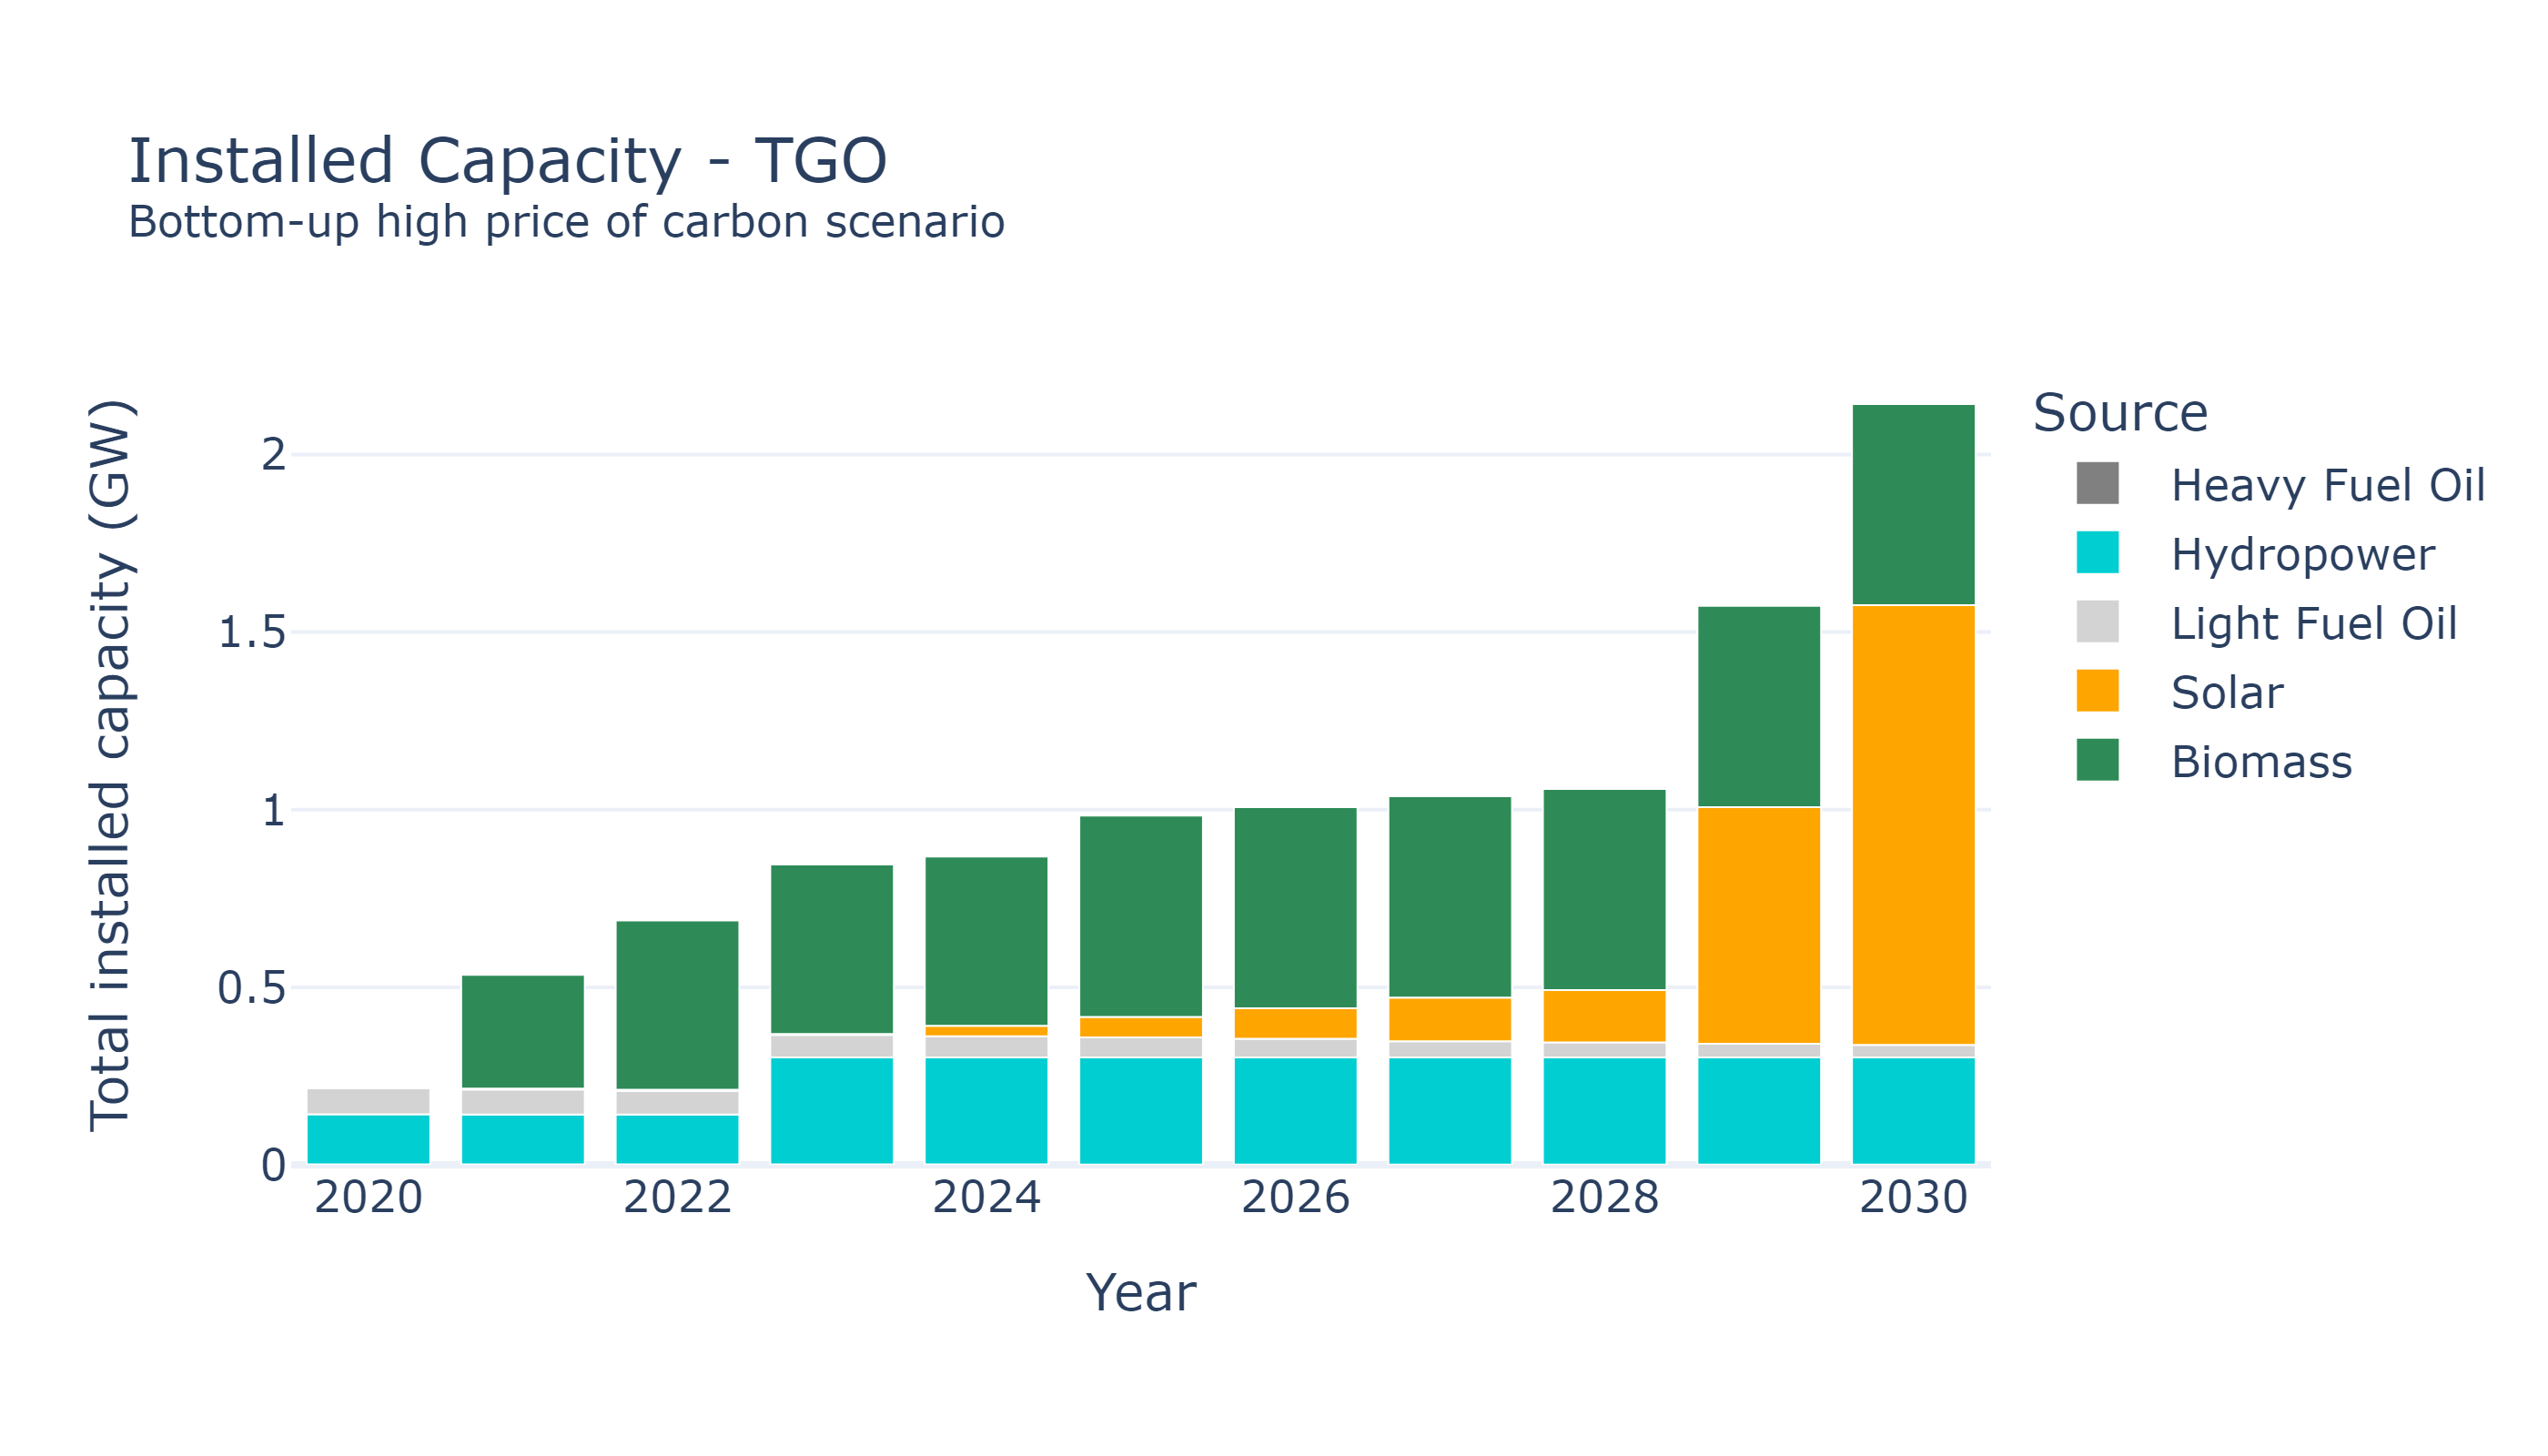 Installed Capacity - TGO
Bottom-up high price of carbon scenario
Total installed capacity (GW)
2
1.5
1
0.5
0
2020
2022
2024
2026
2028
2030
Year
Source
Heavy Fuel Oil
Hydropower
Light Fuel Oil
Solar
Biomass